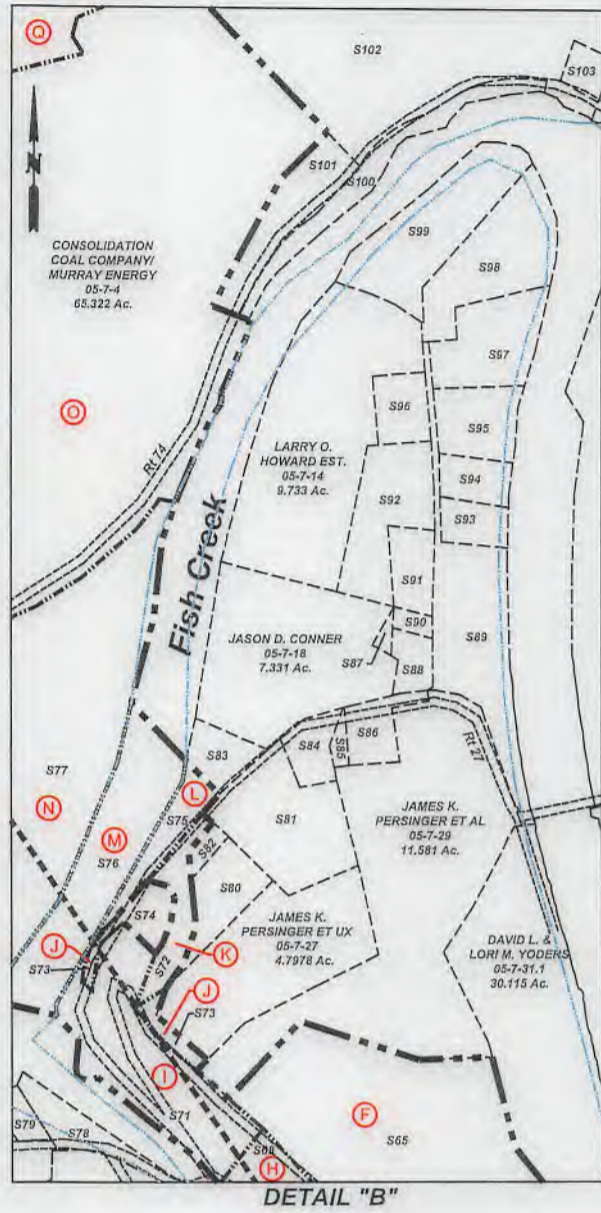 Q
S102
S103
N
S101
S100
CONSOLIDATION
COAL COMPANY/
MURRAY ENERGY
05-7-4
65.322 Ac.
S99
S98
S97
O
S96
Rt 74
LARRY O.
HOWARD EST.
05-7-14
9.733 Ac.
S95
S94
S92
S93
Fish Creek
S91
S90
JASON D. CONNER
05-7-18
7.331 Ac.
S89
S87
S88
S83
S84
S85
S86
Rt 27
S77
L
N
S75
S81
JAMES K.
PERSINGER ET AL
05-7-29
11.581 Ac.
M
S76
S82
S80
S74
JAMES K.
PERSINGER ET UX
05-7-27
4.7978 Ac.
DAVID L. &
LORI M. YODERS
05-7-31.1
30.115 Ac.
J
K
S73
S72
J
S73
I
F
S71
S65
S79
S78
S68
H
DETAIL "B"